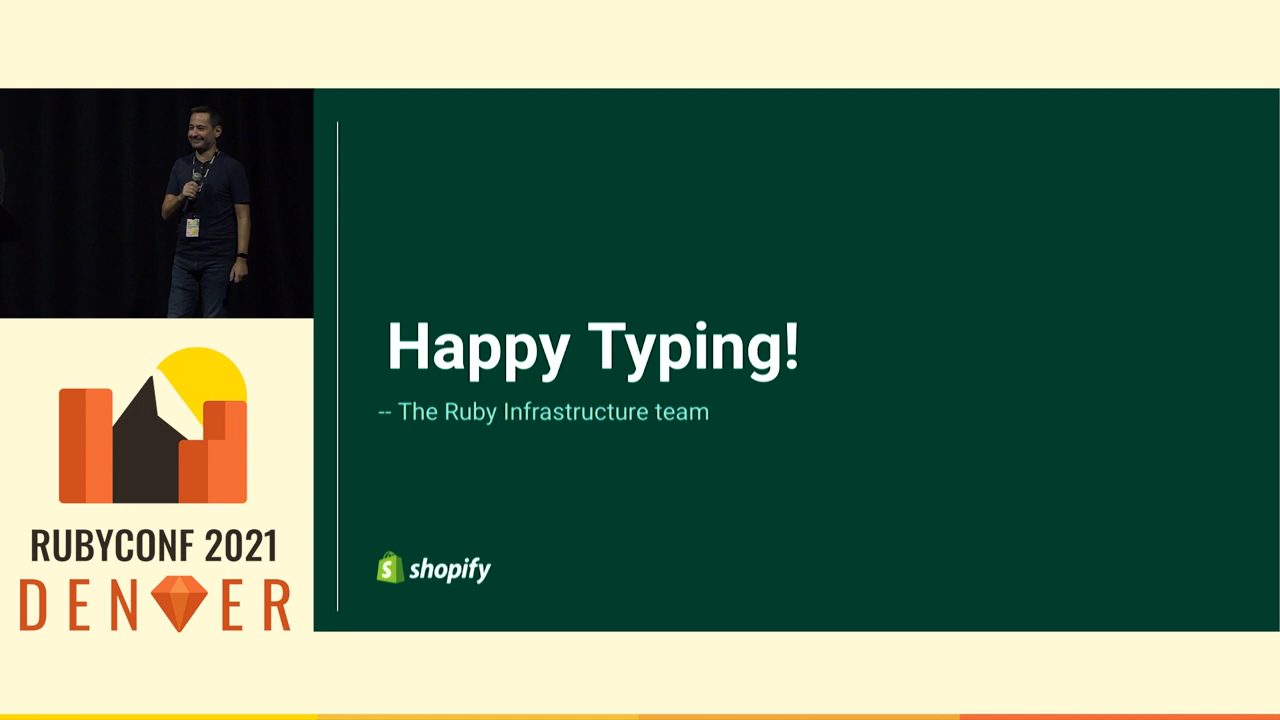 Happy Typing!
-- The Ruby Infrastructure team
shopify
RUBYCONF 2021
DENVER